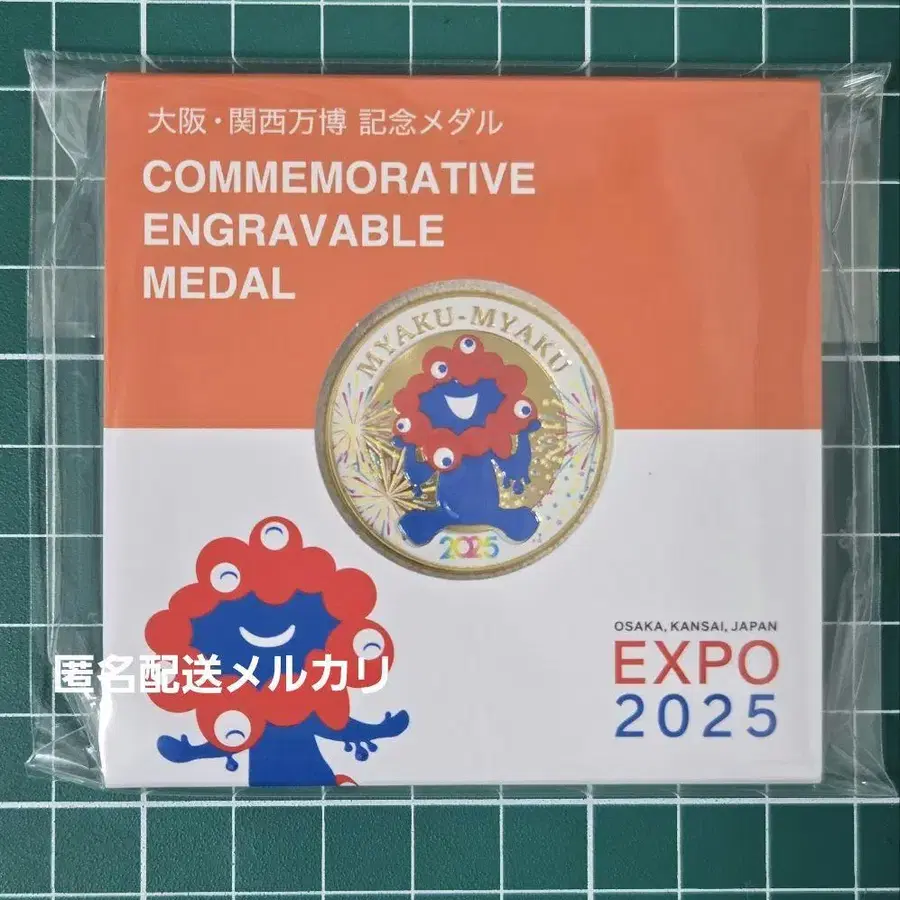 大阪・関西万博 記念メダル
COMMEMORATIVE
ENGRAVABLE
MEDAL
MYAKU-MYAKU
2025
OSAKA, KANSAI, JAPAN
EXPO
2025
匿名配送メルカリ